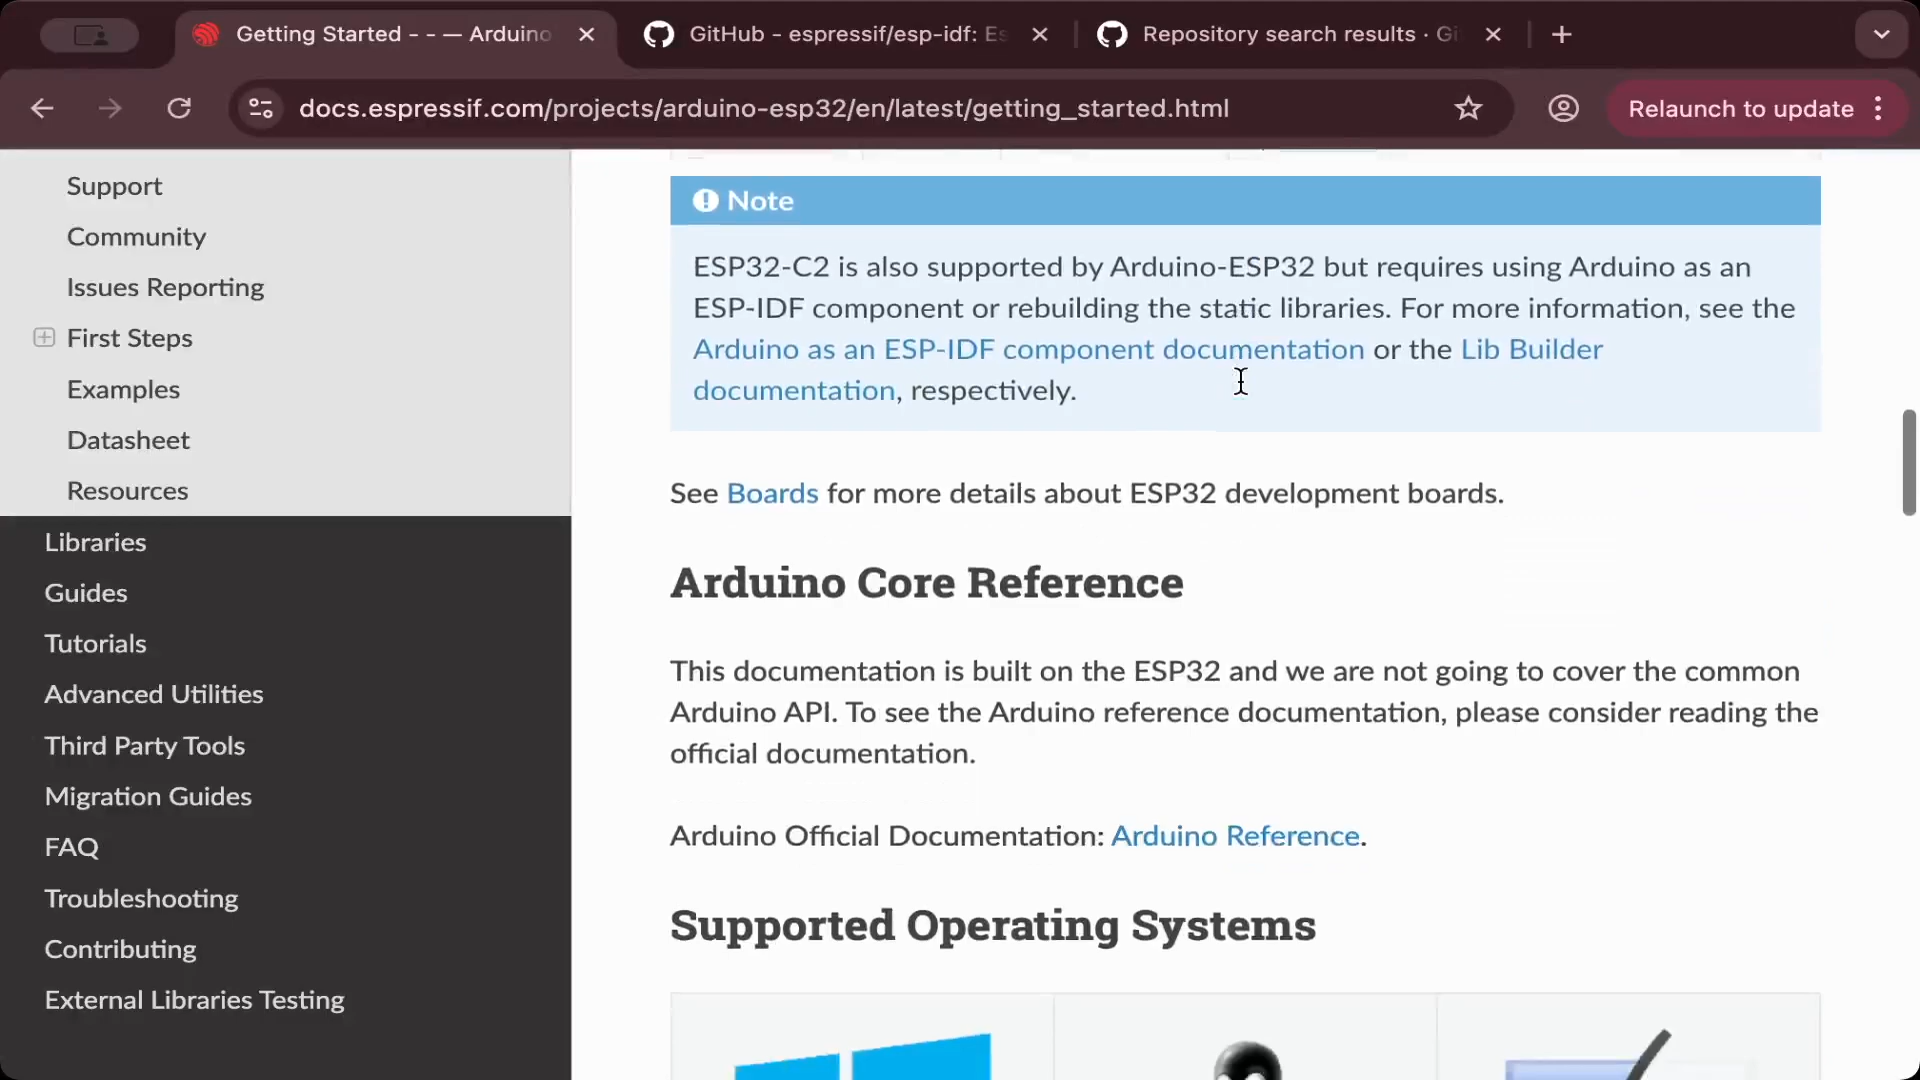 Getting Started - - — Arduino
GitHub - espressif/esp-idf: Es
Repository search results · Gi
docs.espressif.com/projects/arduino-esp32/en/latest/getting_started.html
Relaunch to update
Support
Community
Issues Reporting
First Steps
Examples
Datasheet
Resources
Libraries
Guides
Tutorials
Advanced Utilities
Third Party Tools
Migration Guides
FAQ
Troubleshooting
Contributing
External Libraries Testing
Note
ESP32-C2 is also supported by Arduino-ESP32 but requires using Arduino as an
ESP-IDF component or rebuilding the static libraries. For more information, see the
Arduino as an ESP-IDF component documentation or the Lib Builder
documentation, respectively.
See Boards for more details about ESP32 development boards.
Arduino Core Reference
This documentation is built on the ESP32 and we are not going to cover the common
Arduino API. To see the Arduino reference documentation, please consider reading the
official documentation.
Arduino Official Documentation: Arduino Reference.
Supported Operating Systems